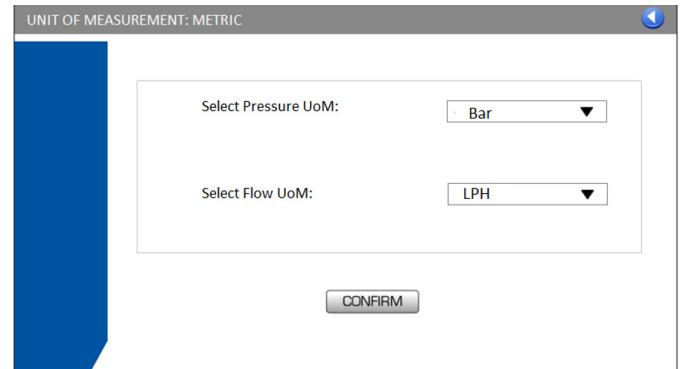 UNIT OF MEASUREMENT: METRIC
Select Pressure UoM:
Bar
Select Flow UoM:
LPH
CONFIRM